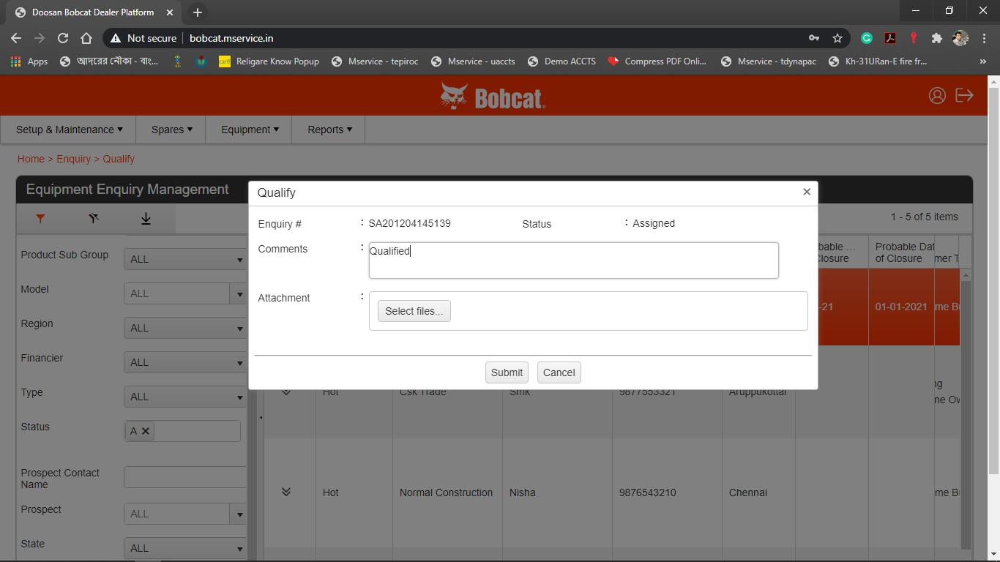 Doosan Bobcat Dealer Platform
Not secure bobcat.mservice.in
Apps আদরের নৌকা - বাং... care Religare Know Popup Mservice - tepiroc Mservice - uaccts Demo ACCTS Compress PDF Onli... Mservice - tdynapac Kh-31URan-E fire fr...
Bobcat
Setup & Maintenance Spares Equipment Reports
Home > Enquiry > Qualify
Equipment Enquiry Management
1 - 5 of 5 items
Qualify
Enquiry # : SA201204145139 Status : Assigned
Comments : Qualified
Attachment : Select files...
Submit Cancel
Product Sub Group ALL
Model ALL
Region ALL
Financier ALL
Type ALL
Status A
Prospect Contact
Name
Prospect ALL
State ALL
bable ... Probable Dat
Closure of Closure mer T
-21 01-01-2021 me B
Hot Csk Trade Smk 9877553321 Aruppukottai
ng
ne Ow
Hot Normal Construction Nisha 9876543210 Chennai me B